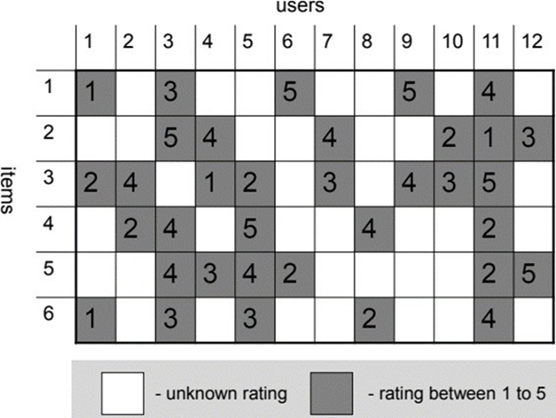 users
1 2 3 4 5 6 7 8 9 10 11 12
items
1 1 3 5 5 4
2 5 4 4 2 1 3
3 2 4 1 2 3 4 3 5
4 2 4 5 4 2
5 4 3 4 2 2 5
6 1 3 3 2 4
- unknown rating - rating between 1 to 5